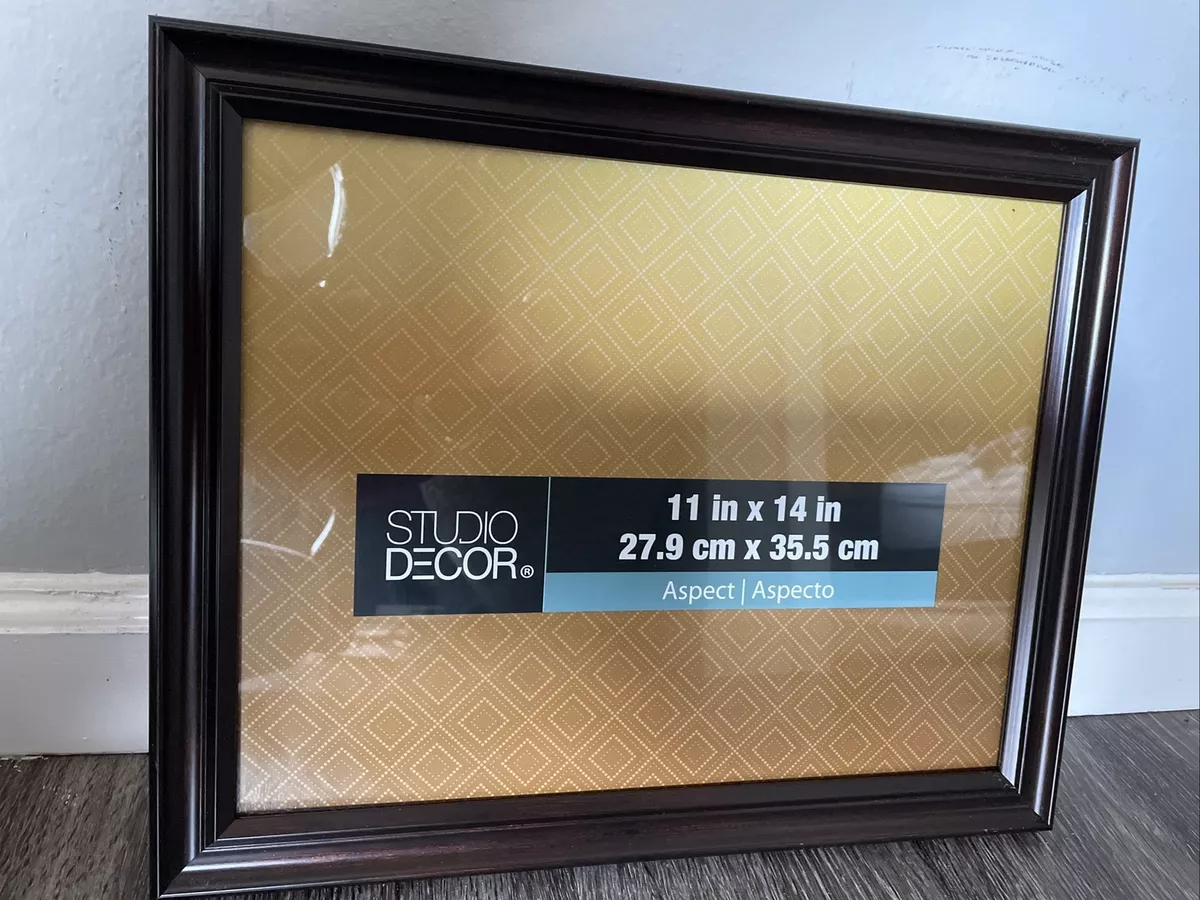 STUDIO
DECOR®
11 in x 14 in
27.9 cm x 35.5 cm
Aspect | Aspecto